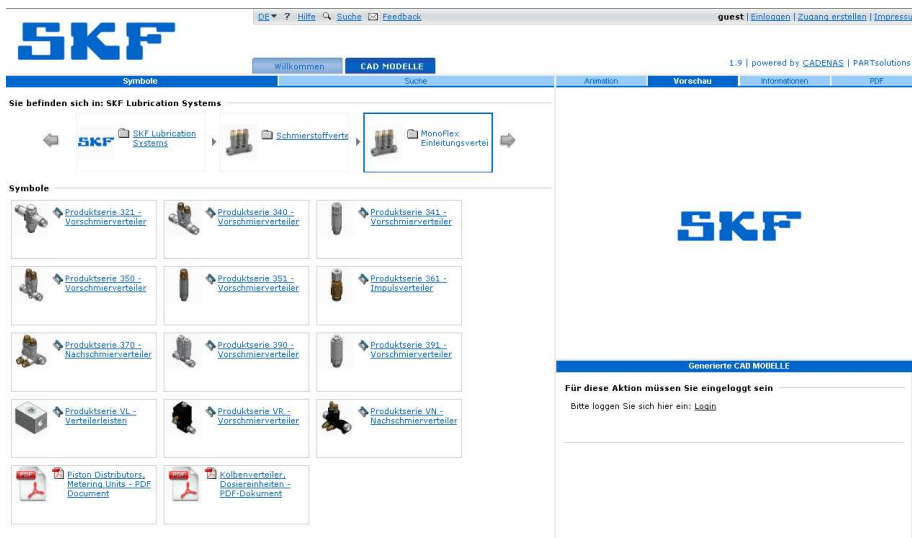 SKF
DE ? Hilfe Suche Feedback
guest | Einloggen | Zugang erstellen | Impressu
Willkommen CAD MODELLE
1.9 | powered by CADENAS | PARTsolutions
Symbole Suche Animation Vorschau Informationen PDF
Sie befinden sich in: SKF Lubrication Systems
SKF
SKF Lubrication
Systems
Schmierstoffverte
MonoFlex
Einleitungsvertei
Symbole
Produktserie 321 -
Vorschmierverteiler
Produktserie 340 -
Vorschmierverteiler
Produktserie 341 -
Vorschmierverteiler
Produktserie 350 -
Vorschmierverteiler
Produktserie 351 -
Vorschmierverteiler
Produktserie 361 -
Impulsverteiler
Produktserie 370 -
Nachschmierverteiler
Produktserie 390 -
Vorschmierverteiler
Produktserie 391 -
Vorschmierverteiler
Produktserie VL -
Verteilerleisten
Produktserie VR -
Vorschmierverteiler
Produktserie VN -
Nachschmierverteiler
PDF
Piston Distributors,
Metering Units - PDF
Document
PDF
Kolbenverteiler,
Dosiereinheiten -
PDF-Dokument
SKF
Generierte CAD MODELLE
Für diese Aktion müssen Sie eingeloggt sein
Bitte loggen Sie sich hier ein: Login